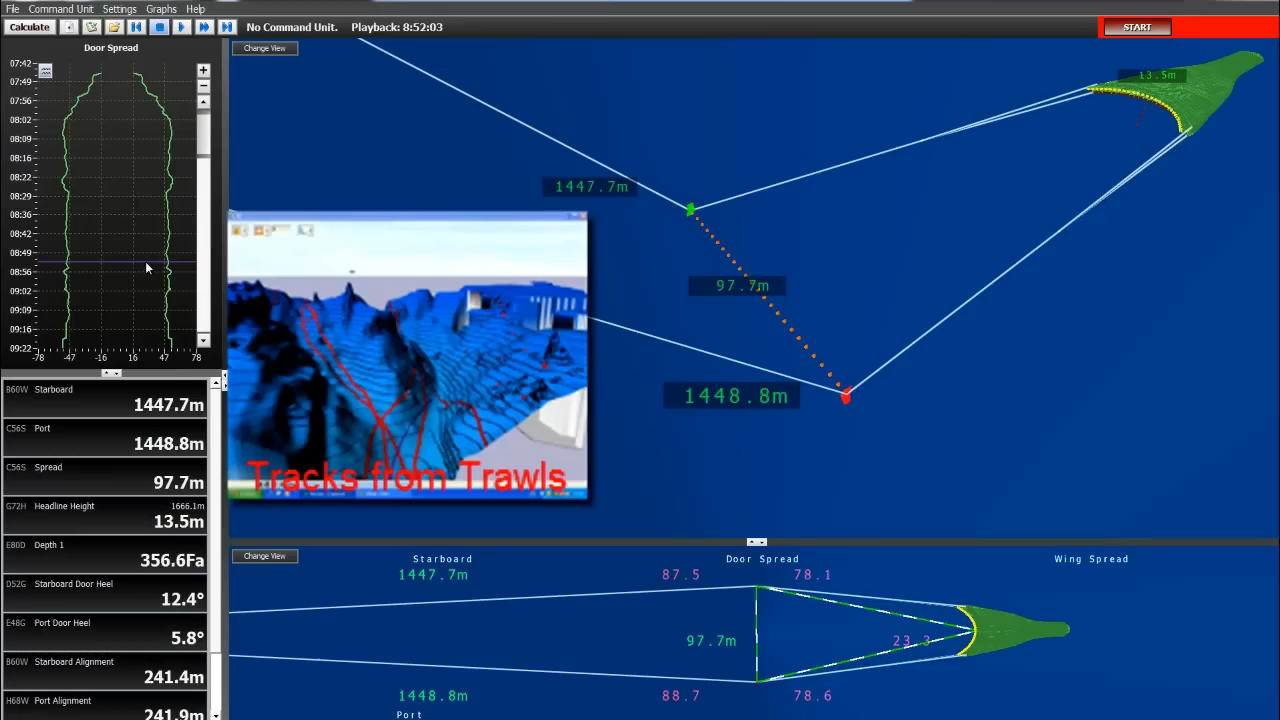 File Command Unit Settings Graphs Help
Calculate No Command Unit. Playback: 8:52:03 START
Door Spread
07:42
07:49
07:56
08:02
08:09
08:16
08:22
08:29
08:36
08:42
08:49
08:56
09:02
09:09
09:16
09:22
-78 -47 -16 16 47 78
B60W Starboard
1447.7m
C56S Port
1448.8m
C56S Spread
97.7m
G72H Headline Height 1666.1m
13.5m
E80D Depth 1
356.6Fa
D52G Starboard Door Heel
12.4°
E48G Port Door Heel
5.8°
B60W Starboard Alignment
241.4m
H68W Port Alignment
241.9m
Change View
13.5m
1447.7m
97.7m
1448.8m
Tracks from Trawls
Change View
Starboard Door Spread Wing Spread
1447.7m 87.5 78.1
97.7m 23.3
1448.8m 88.7 78.6
Port